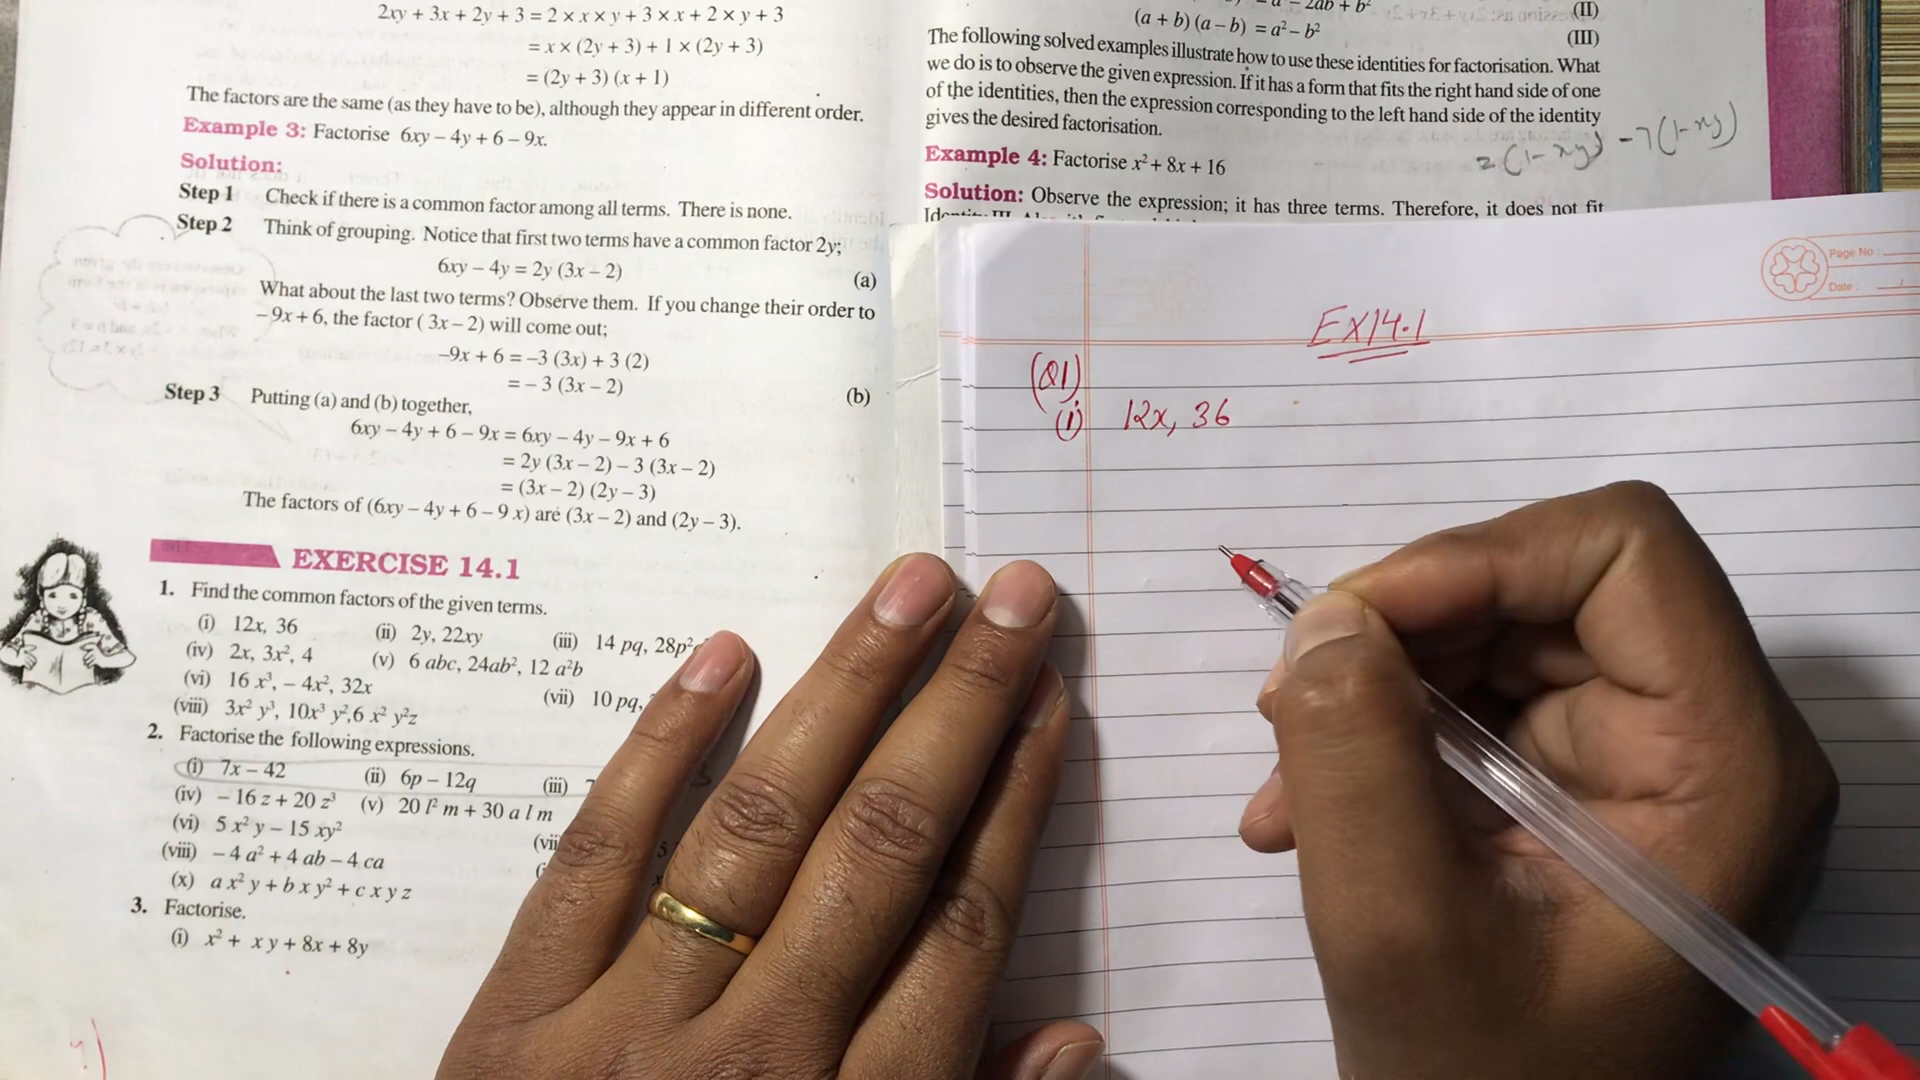 2xy + 3x + 2y + 3 = 2 × x × y + 3 × x + 2 × y + 3
= x × (2y + 3) + 1 × (2y + 3)
= (2y + 3) (x + 1)
The factors are the same (as they have to be), although they appear in different order.
Example 3: Factorise 6xy – 4y + 6 – 9x.
Solution:
Step 1 Check if there is a common factor among all terms. There is none.
Step 2 Think of grouping. Notice that first two terms have a common factor 2y;
6xy – 4y = 2y (3x – 2) (a)
What about the last two terms? Observe them. If you change their order to
– 9x + 6, the factor ( 3x – 2) will come out;
–9x + 6 = –3 (3x) + 3 (2)
= – 3 (3x – 2) (b)
Step 3 Putting (a) and (b) together,
6xy – 4y + 6 – 9x = 6xy – 4y – 9x + 6
= 2y (3x – 2) – 3 (3x – 2)
= (3x – 2) (2y – 3)
The factors of (6xy – 4y + 6 – 9 x) are (3x – 2) and (2y – 3).
EXERCISE 14.1
1. Find the common factors of the given terms.
(i) 12x, 36 (ii) 2y, 22xy (iii) 14 pq, 28p²
(iv) 2x, 3x², 4 (v) 6 abc, 24ab², 12 a²b
(vi) 16 x³, – 4x², 32x (vii) 10 pq,
(viii) 3x² y³, 10x³ y²,6 x² y²z
2. Factorise the following expressions.
(i) 7x – 42 (ii) 6p – 12q (iii)
(iv) – 16 z + 20 z³ (v) 20 l² m + 30 a l m
(vi) 5 x² y – 15 xy² (vii
(viii) – 4 a² + 4 ab – 4 ca
(x) a x² y + b x y² + c x y z
3. Factorise.
(i) x² + x y + 8x + 8y
– 2ab + b² (II)
(a + b) (a – b) = a² – b² (III)
The following solved examples illustrate how to use these identities for factorisation. What
we do is to observe the given expression. If it has a form that fits the right hand side of one
of the identities, then the expression corresponding to the left hand side of the identity
gives the desired factorisation.
z (1-xy) -7(1-xy)
Example 4: Factorise x² + 8x + 16
Solution: Observe the expression; it has three terms. Therefore, it does not fit
Page No :
Date :
EX14.1
(Q1)
(i) 12x, 36